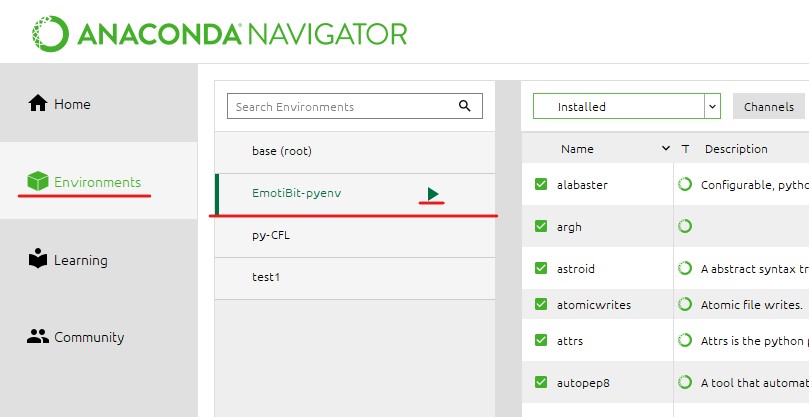 ANACONDA NAVIGATOR
Home
Environments
Learning
Community
Search Environments
base (root)
EmotiBit-pyenv
py-CFL
test1
Installed
Channels
Name T Description
alabaster Configurable, pytho
argh
astroid A abstract syntax tr
atomicwrites Atomic file writes.
attrs Attrs is the python p
autopep8 A tool that automat